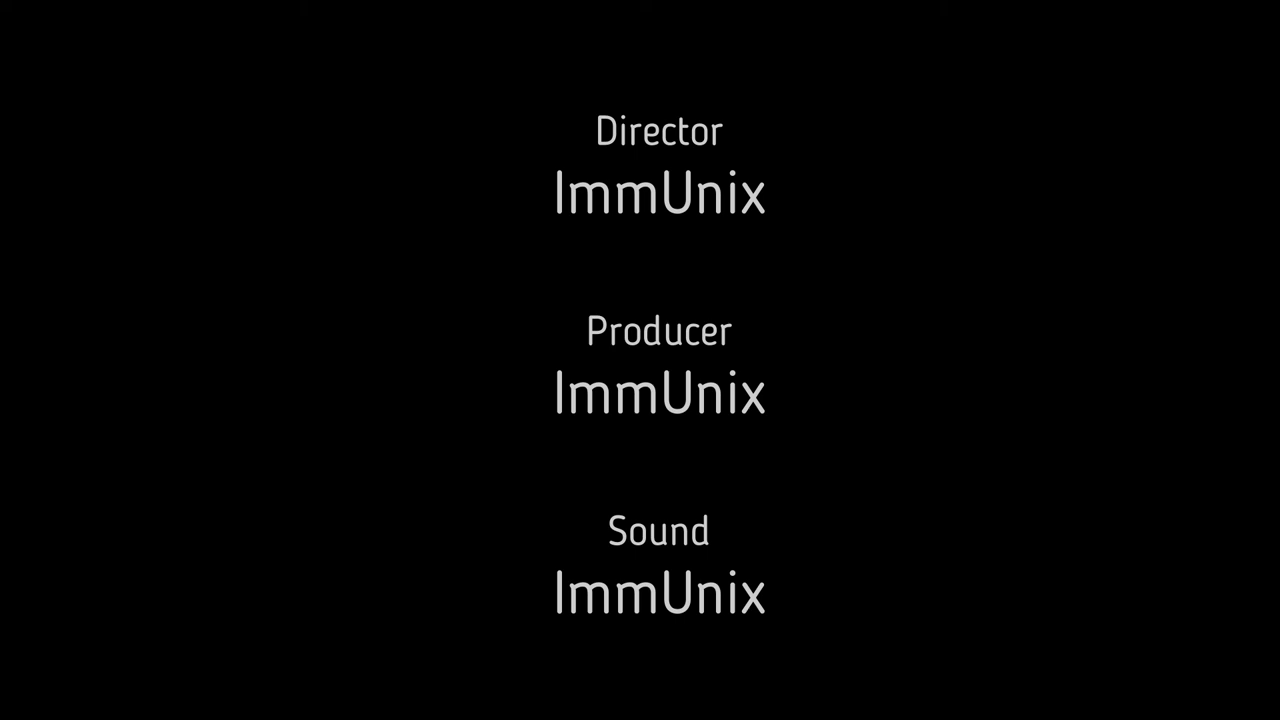 Director
ImmUnix
Producer
ImmUnix
Sound
ImmUnix